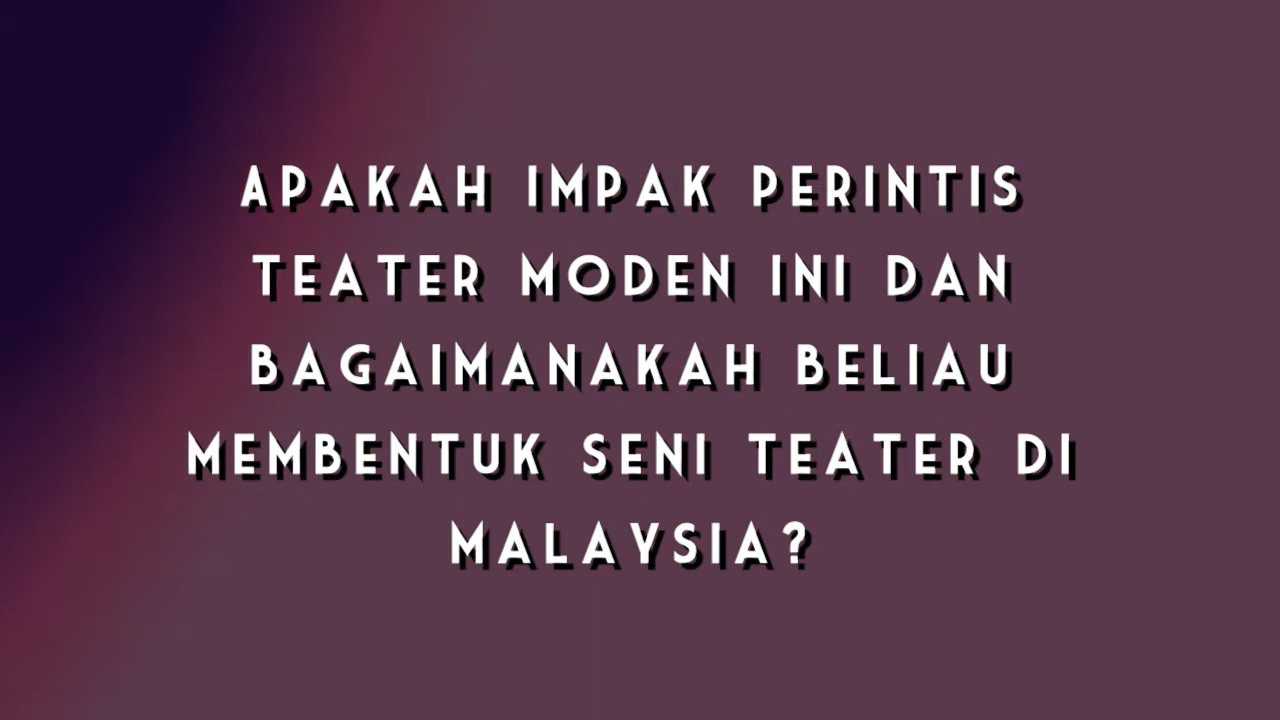 APAKAH IMPAK PERINTIS
TEATER MODEN INI DAN
BAGAIMANAKAH BELIAU
MEMBENTUK SENI TEATER DI
MALAYSIA?